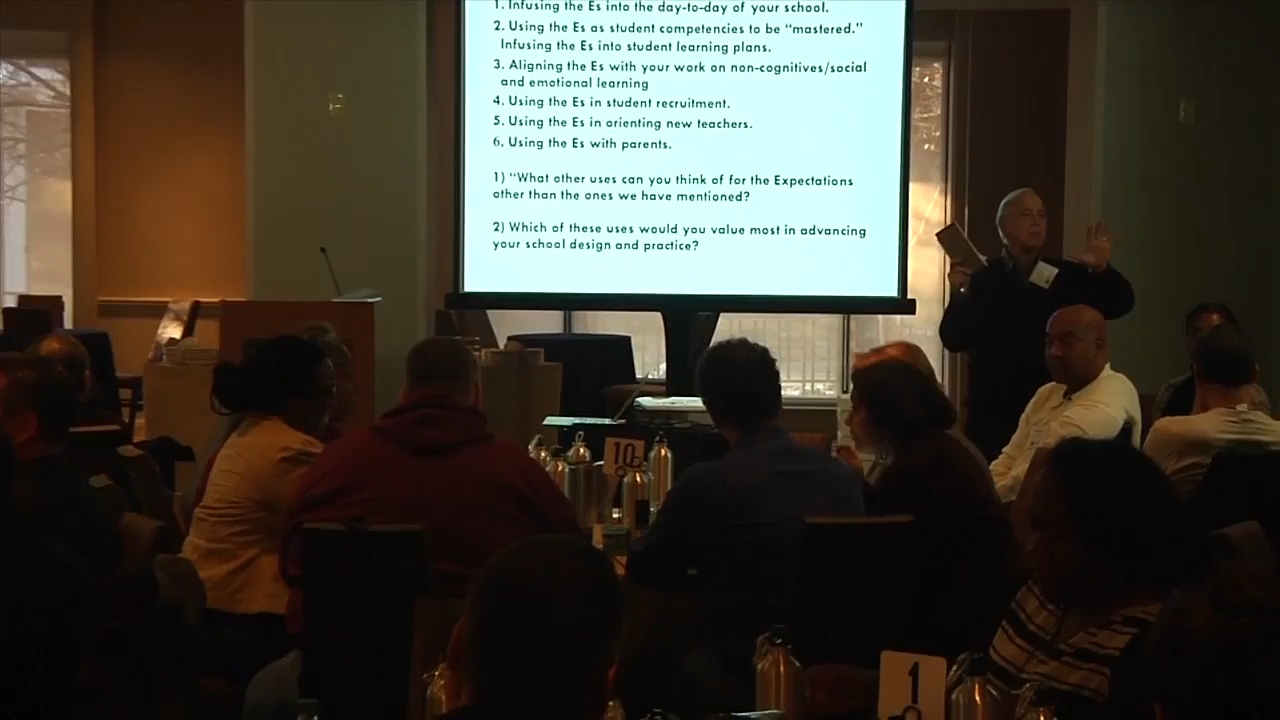 1. Infusing the Es into the day-to-day of your school.
2. Using the Es as student competencies to be “mastered.”
Infusing the Es into student learning plans.
3. Aligning the Es with your work on non-cognitives/social
and emotional learning
4. Using the Es in student recruitment.
5. Using the Es in orienting new teachers.
6. Using the Es with parents.
1) “What other uses can you think of for the Expectations
other than the ones we have mentioned?
2) Which of these uses would you value most in advancing
your school design and practice?
10
1